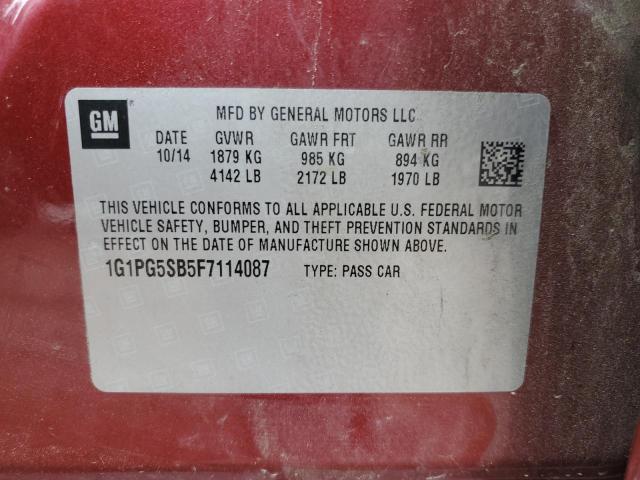 GM
MFD BY GENERAL MOTORS LLC
DATE GVWR GAWR FRT GAWR RR
10/14 1879 KG 985 KG 894 KG
4142 LB 2172 LB 1970 LB
THIS VEHICLE CONFORMS TO ALL APPLICABLE U.S. FEDERAL MOTOR
VEHICLE SAFETY, BUMPER, AND THEFT PREVENTION STANDARDS IN
EFFECT ON THE DATE OF MANUFACTURE SHOWN ABOVE.
1G1PG5SB5F7114087 TYPE: PASS CAR